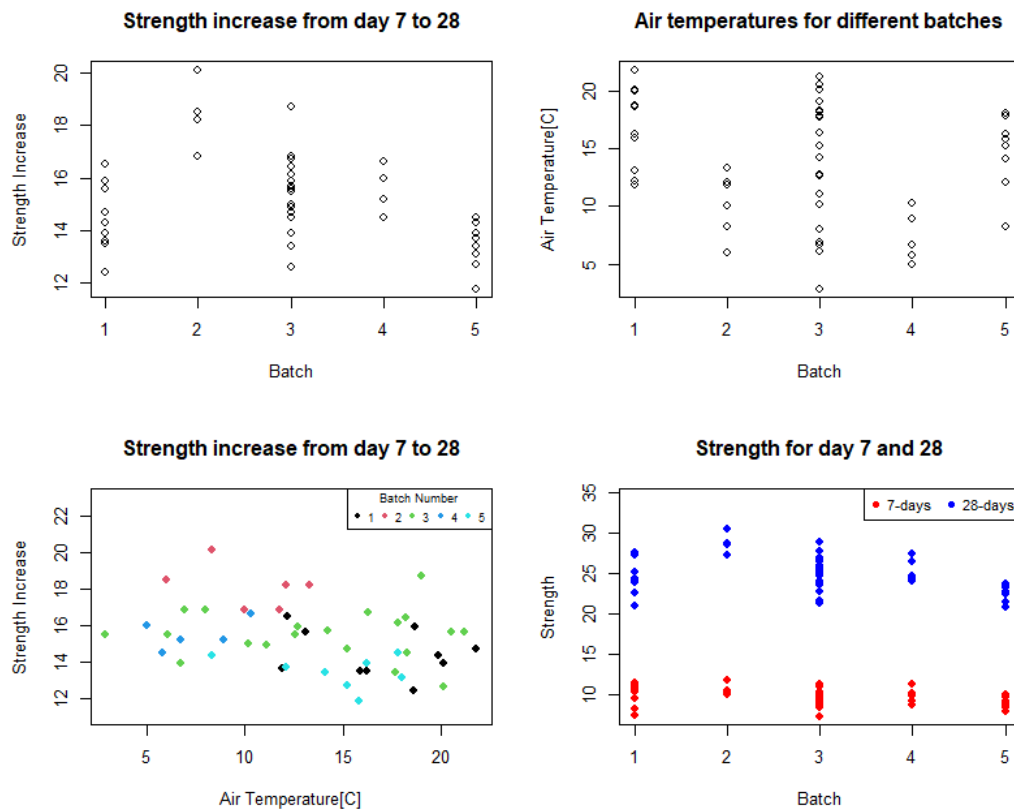 Strength increase from day 7 to 28
Strength Increase
20
18
16
14
12
1 2 3 4 5
Batch
Air temperatures for different batches
Air Temperature[C]
20
15
10
5
1 2 3 4 5
Batch
Strength increase from day 7 to 28
Strength Increase
22
20
18
16
14
12
Batch Number
1 2 3 4 5
5 10 15 20
Air Temperature[C]
Strength for day 7 and 28
Strength
35
30
25
20
15
10
7-days 28-days
1 2 3 4 5
Batch